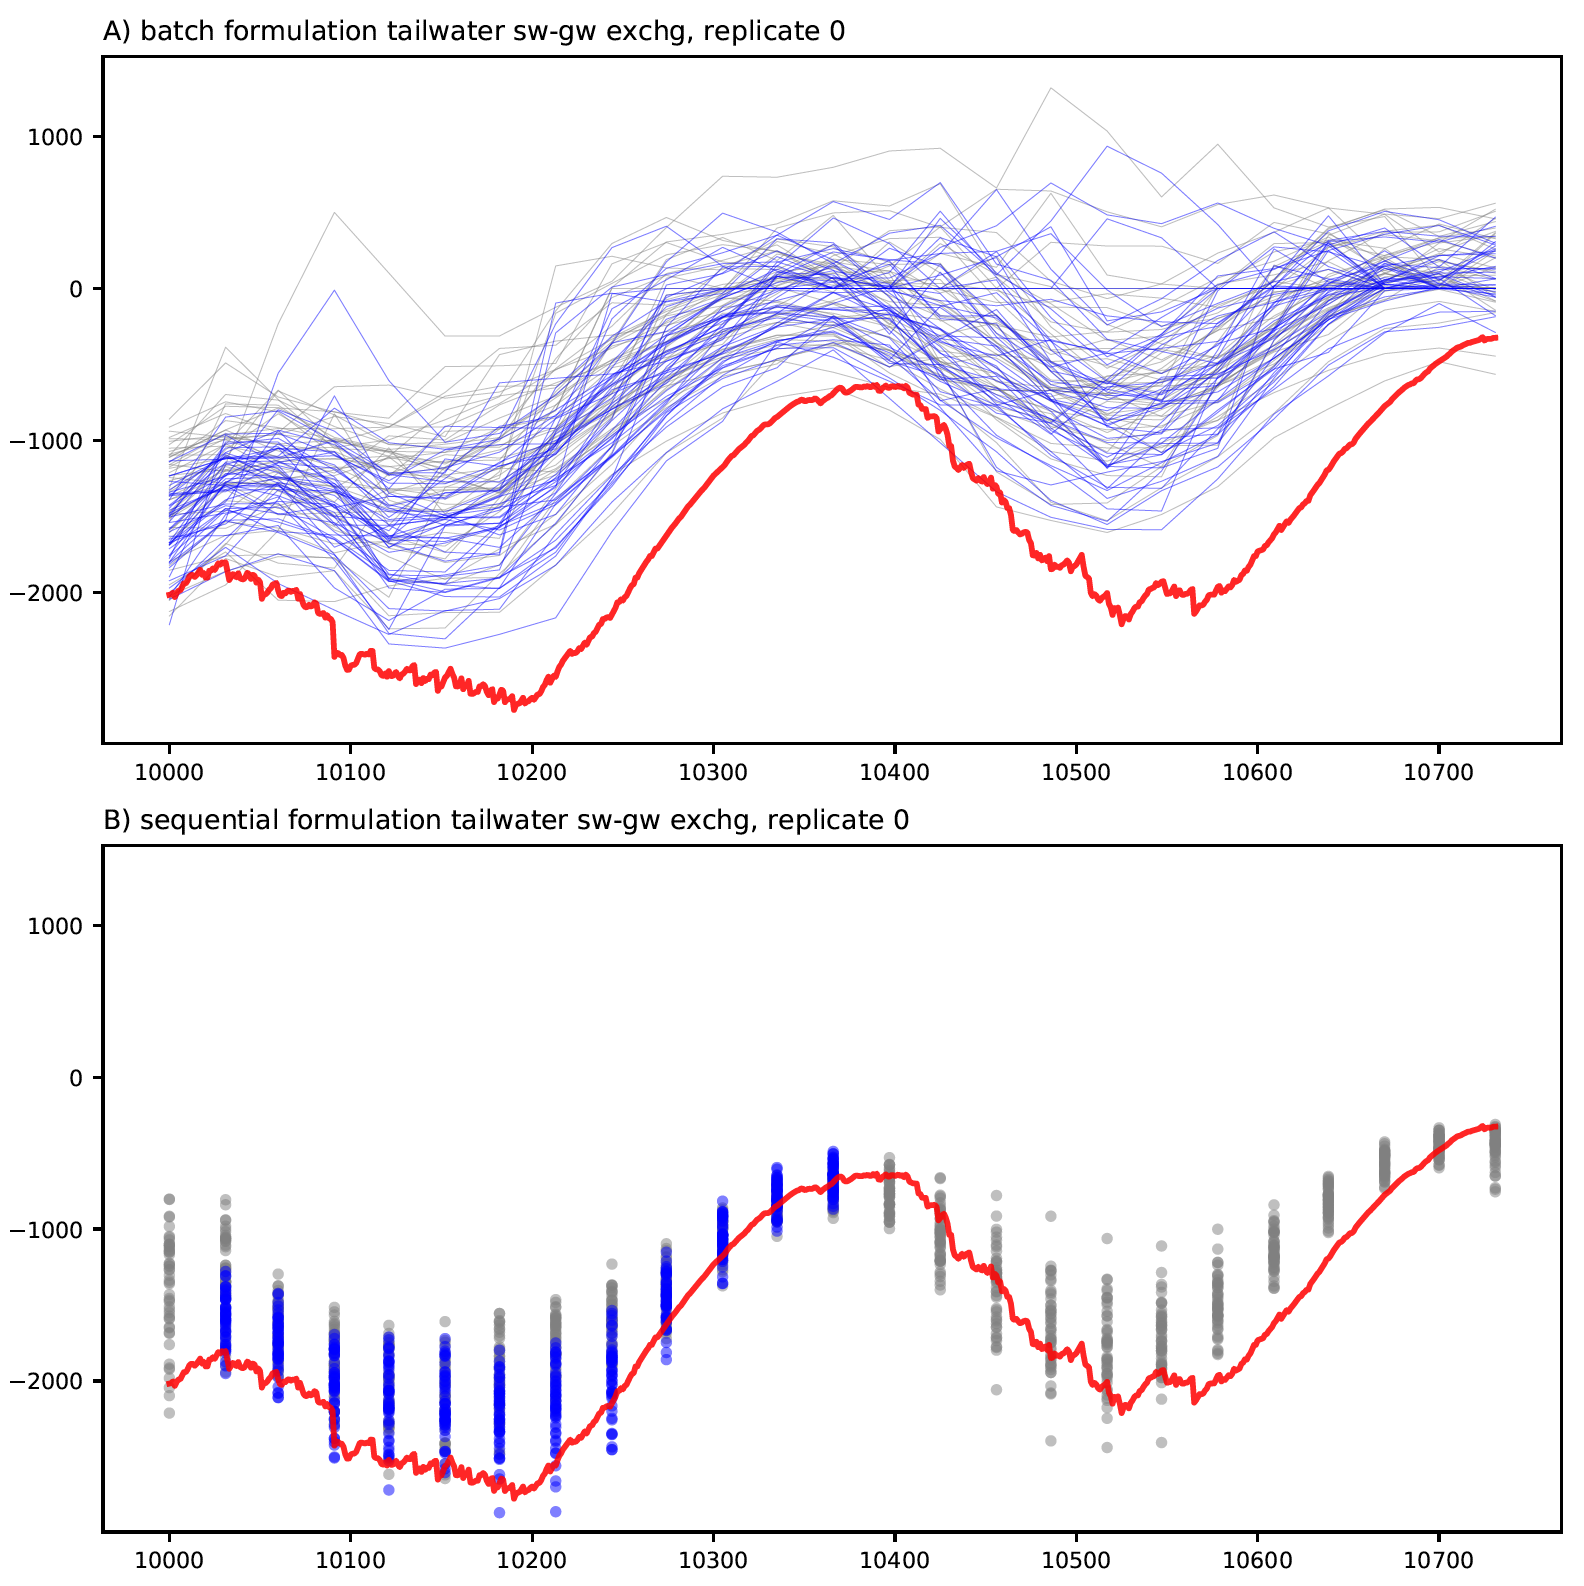 A) batch formulation tailwater sw-gw exchg, replicate 0
1000
0
−1000
−2000
10000 10100 10200 10300 10400 10500 10600 10700
B) sequential formulation tailwater sw-gw exchg, replicate 0
1000
0
−1000
−2000
10000 10100 10200 10300 10400 10500 10600 10700